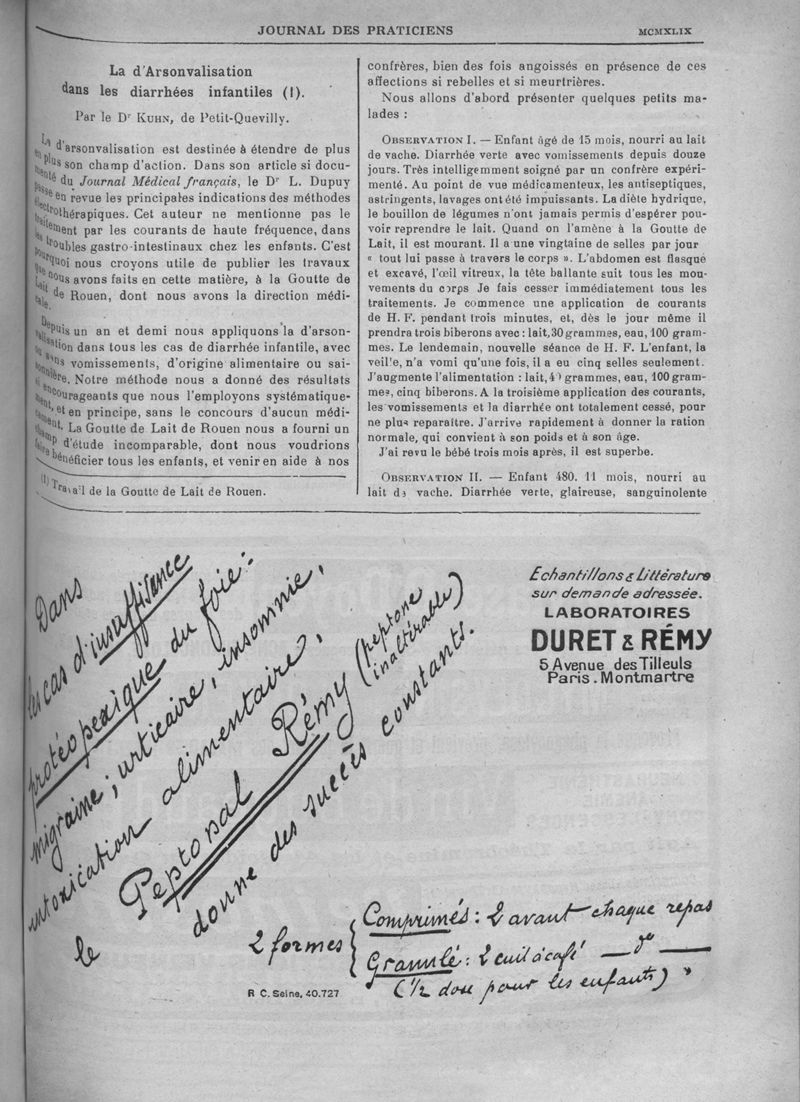 JOURNAL DES PRATICIENS
MCMXLIX
La d'Arsonvalisation
dans les diarrhées infantiles (I).
Par le Dr KUHN, de Petit-Quevilly.
La d'arsonvalisation est destinée à étendre de plus
en plus son champ d'action. Dans son article si docu-
menté du Journal Médical français, le Dr L. Dupuy
passe en revue les principales indications des méthodes
électrothérapiques. Cet auteur ne mentionne pas le
traitement par les courants de haute fréquence, dans
les troubles gastro-intestinaux chez les enfants. C'est
pourquoi nous croyons utile de publier les travaux
que nous avons faits en cette matière, à la Goutte de
Lait de Rouen, dont nous avons la direction médi-
cale.
Depuis un an et demi nous appliquons la d'arson-
valisation dans tous les cas de diarrhée infantile, avec
ou sans vomissements, d'origine alimentaire ou sai-
sonnière. Notre méthode nous a donné des résultats
si encourageants que nous l'employons systématique-
ment, et en principe, sans le concours d'aucun médi-
cament. La Goutte de Lait de Rouen nous a fourni un
champ d'étude incomparable, dont nous voudrions
faire bénéficier tous les enfants, et venir en aide à nos
(I) Travail de la Goutte de Lait de Rouen.
confrères, bien des fois angoissés en présence de ces
affections si rebelles et si meurtrières.
Nous allons d'abord présenter quelques petits ma-
lades :
OBSERVATION I. — Enfant âgé de 15 mois, nourri au lait
de vache. Diarrhée verte avec vomissements depuis douze
jours. Très intelligemment soigné par un confrère expéri-
menté. Au point de vue médicamenteux, les antiseptiques,
astringents, lavages ont été impuissants. La diète hydrique,
le bouillon de légumes n'ont jamais permis d'espérer pou-
voir reprendre le lait. Quand on l'amène à la Goutte de
Lait, il est mourant. Il a une vingtaine de selles par jour
« tout lui passe à travers le corps ». L'abdomen est flasque
et excavé, l'œil vitreux, la tête ballante suit tous les mou-
vements du corps Je fais cesser immédiatement tous les
traitements. Je commence une application de courants
de H. F. pendant trois minutes, et, dès le jour même il
prendra trois biberons avec : lait, 30 grammes, eau, 100 gram-
mes. Le lendemain, nouvelle séance de H. F. L'enfant, la
veille, n'a vomi qu'une fois, il a eu cinq selles seulement.
J'augmente l'alimentation : lait, 40 grammes, eau, 100 gram-
mes, cinq biberons. A la troisième application des courants,
les vomissements et la diarrhée ont totalement cessé, pour
ne plus reparaître. J'arrive rapidement à donner la ration
normale, qui convient à son poids et à son âge.
J'ai revu le bébé trois mois après, il est superbe.
OBSERVATION II. — Enfant 480. 11 mois, nourri au
lait de vache. Diarrhée verte, glaireuse, sanguinolente
Dans
les cas d'insuffisance
protéopexique du foie :
migraine ; urticaire, insomnie,
intoxication alimentaire,
le Peptonal Rémy (peptone
inaltérable)
donne des succès constants.
Echantillons & Littérature
sur demande adressée.
LABORATOIRES
DURET & RÉMY
5 Avenue des Tilleuls
Paris. Montmartre
2 formes
Comprimés : 2 avant chaque repas
Granulé : 2 cuil à café — do —
(1/2 dose pour les enfants)
R C. Seine, 40.727